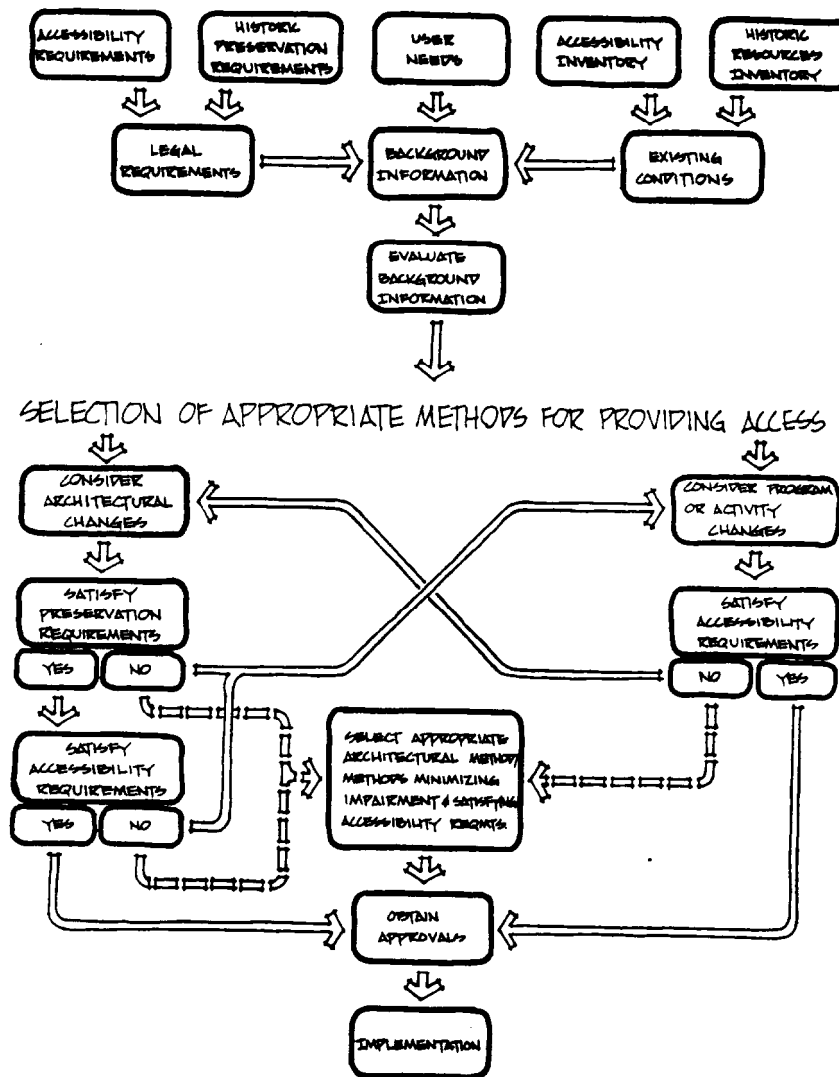 ACCESSIBILITY
REQUIREMENTS
HISTORIC
PRESERVATION
REQUIREMENTS
USER
NEEDS
ACCESSIBILITY
INVENTORY
HISTORIC
RESOURCES
INVENTORY
LEGAL
REQUIREMENTS
BACKGROUND
INFORMATION
EXISTING
CONDITIONS
EVALUATE
BACKGROUND
INFORMATION
SELECTION OF APPROPRIATE METHODS FOR PROVIDING ACCESS
CONSIDER
ARCHITECTURAL
CHANGES
CONSIDER PROGRAM
OR ACTIVITY
CHANGES
SATISFY
PRESERVATION
REQUIREMENTS
YES
NO
SATISFY
ACCESSIBILITY
REQUIREMENTS
NO
YES
SATISFY
ACCESSIBILITY
REQUIREMENTS
YES
NO
SELECT APPROPRIATE
ARCHITECTURAL METHOD/
METHODS MINIMIZING
IMPAIRMENT & SATISFYING
ACCESSIBILITY REQMTS.
OBTAIN
APPROVALS
IMPLEMENTATION